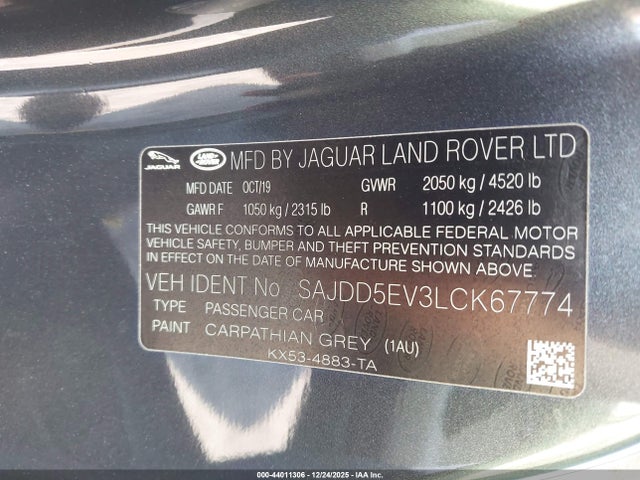 JAGUAR LAND ROVER MFD BY JAGUAR LAND ROVER LTD
MFD DATE OCT/19 GVWR 2050 kg / 4520 lb
GAWR F 1050 kg / 2315 lb R 1100 kg / 2426 lb
THIS VEHICLE CONFORMS TO ALL APPLICABLE FEDERAL MOTOR
VEHICLE SAFETY, BUMPER AND THEFT PREVENTION STANDARDS
IN EFFECT ON THE DATE OF MANUFACTURE SHOWN ABOVE.
VEH IDENT No SAJDD5EV3LCK67774
TYPE PASSENGER CAR
PAINT CARPATHIAN GREY (1AU)
KX53-4883-TA
000-44011306 - 12/24/2025 - IAA, Inc.